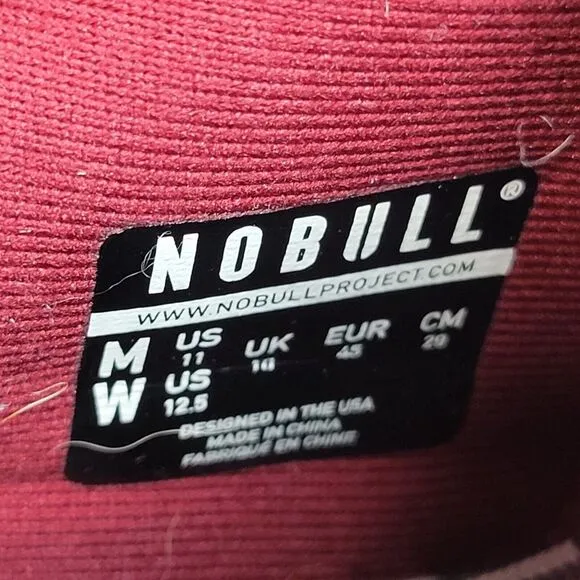 NOBULL®
WWW.NOBULLPROJECT.COM
M US 11 UK 10 EUR 45 CM 29
W US 12.5
DESIGNED IN THE USA
MADE IN CHINA
FABRIQUÉ EN CHINE